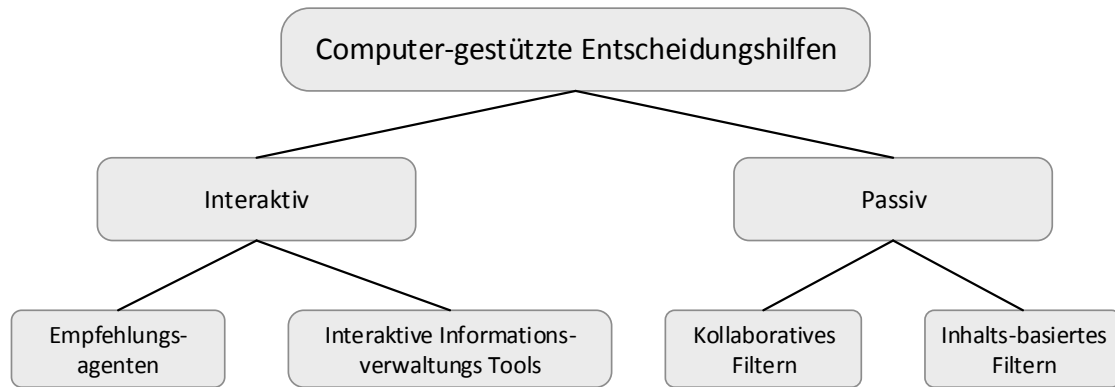 Computer-gestützte Entscheidungshilfen
Interaktiv
Passiv
Empfehlungs-
agenten
Interaktive Informations-
verwaltungs Tools
Kollaboratives
Filtern
Inhalts-basiertes
Filtern